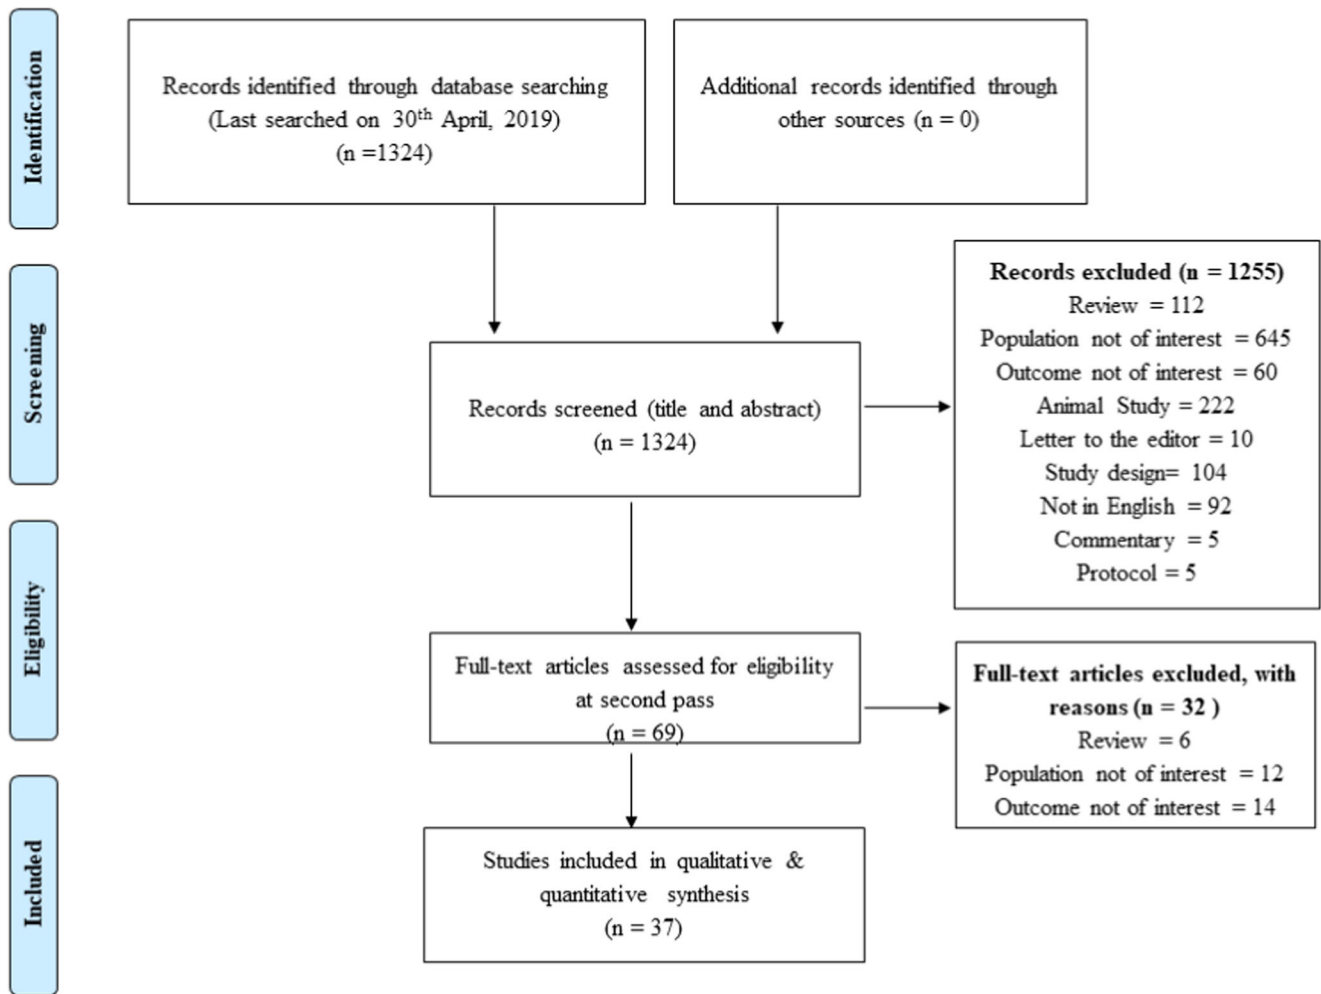 Identification
Records identified through database searching
(Last searched on 30th April, 2019)
(n =1324)
Additional records identified through
other sources (n = 0)
Screening
Records screened (title and abstract)
(n = 1324)
Records excluded (n = 1255)
Review = 112
Population not of interest = 645
Outcome not of interest = 60
Animal Study = 222
Letter to the editor = 10
Study design= 104
Not in English = 92
Commentary = 5
Protocol = 5
Eligibility
Full-text articles assessed for eligibility
at second pass
(n = 69)
Full-text articles excluded, with
reasons (n = 32 )
Review = 6
Population not of interest = 12
Outcome not of interest = 14
Included
Studies included in qualitative &
quantitative synthesis
(n = 37)